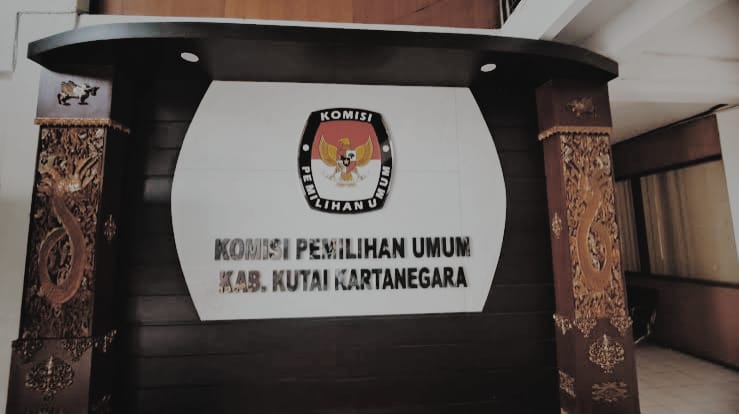 KOMISI
PEMILIHAN UMUM
KOMISI PEMILIHAN UMUM
KAB. KUTAI KARTANEGARA